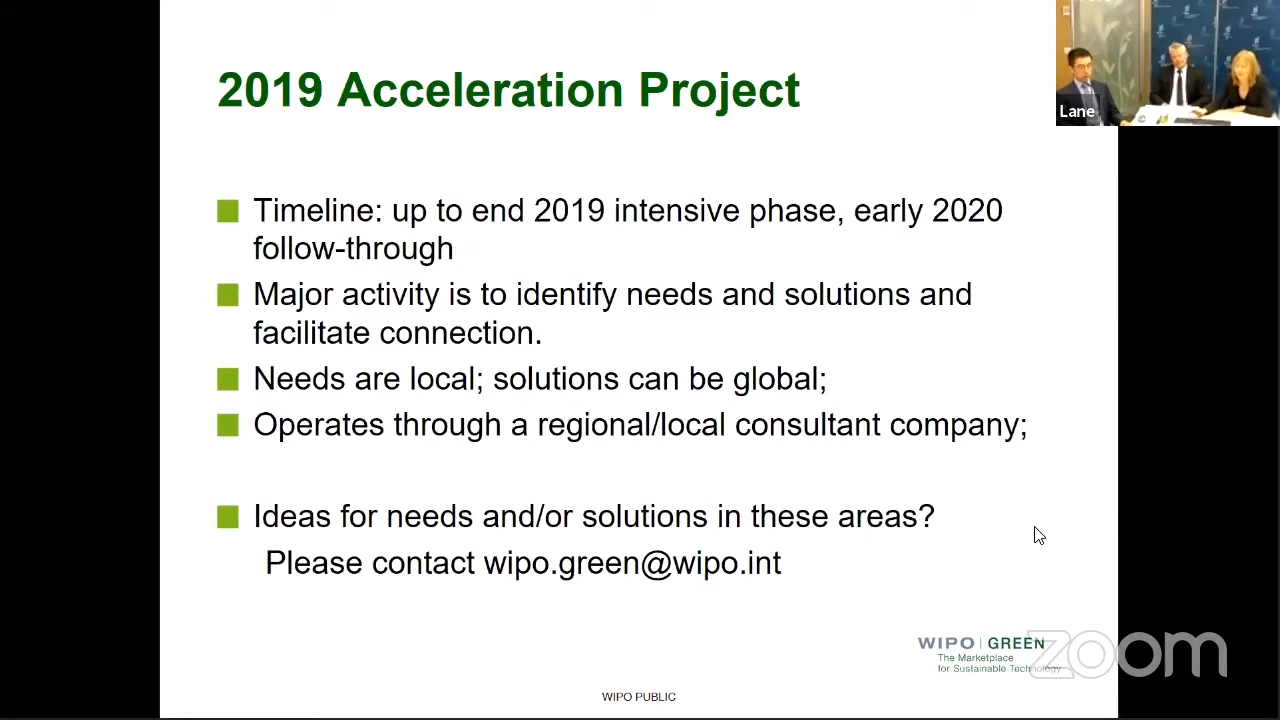 2019 Acceleration Project
Lane
Timeline: up to end 2019 intensive phase, early 2020
follow-through
Major activity is to identify needs and solutions and
facilitate connection.
Needs are local; solutions can be global;
Operates through a regional/local consultant company;
Ideas for needs and/or solutions in these areas?
Please contact wipo.green@wipo.int
WIPO | GREEN
The Marketplace
for Sustainable Technology
zoom
WIPO PUBLIC